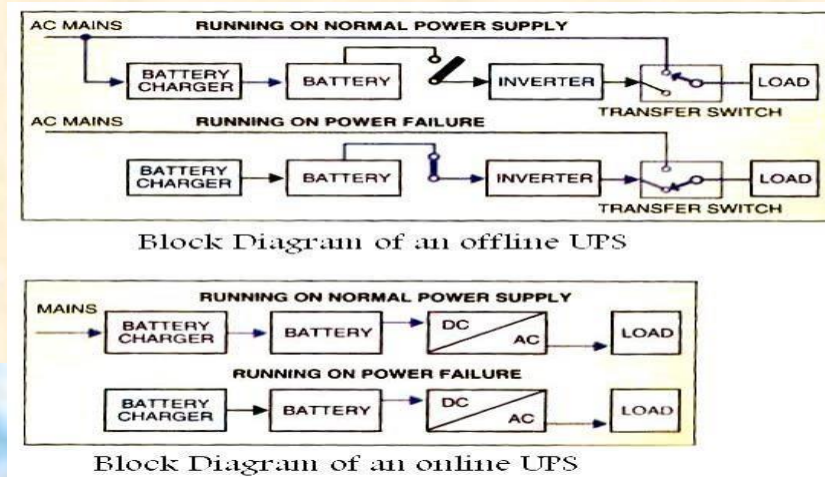 AC MAINS RUNNING ON NORMAL POWER SUPPLY
BATTERY CHARGER BATTERY INVERTER LOAD
TRANSFER SWITCH
AC MAINS RUNNING ON POWER FAILURE
BATTERY CHARGER BATTERY INVERTER LOAD
TRANSFER SWITCH
Block Diagram of an offline UPS
RUNNING ON NORMAL POWER SUPPLY
MAINS
BATTERY CHARGER BATTERY DC AC LOAD
RUNNING ON POWER FAILURE
BATTERY CHARGER BATTERY DC AC LOAD
Block Diagram of an online UPS